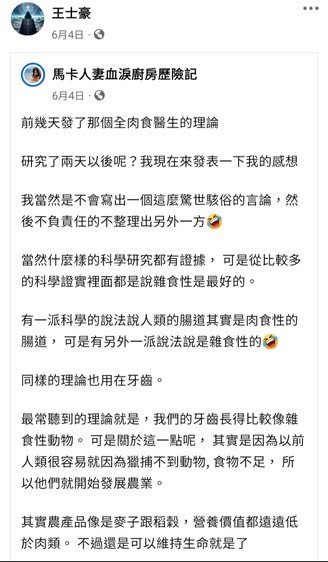 王士豪
6月4日
馬卡人妻血淚廚房歷險記
6月4日
前幾天發了那個全肉食醫生的理論
研究了兩天以後呢？我現在來發表一下我的感想
我當然是不會寫出一個這麼驚世駭俗的言論，然
後不負責任的不整理出另外一方🤣
當然什麼樣的科學研究都有證據， 可是從比較多
的科學證實裡面都是說雜食性是最好的。
有一派科學的說法說人類的腸道其實是肉食性的
腸道， 可是有另外一派說法說是雜食性的🤣
同樣的理論也用在牙齒。
最常聽到的理論就是，我們的牙齒長得比較像雜
食性動物。 可是關於這一點呢， 其實是因為以前
人類很容易就因為獵捕不到動物, 食物不足， 所
以他們就開始發展農業。
其實農產品像是麥子跟稻穀，營養價值都遠遠低
於肉類。 不過還是可以維持生命就是了